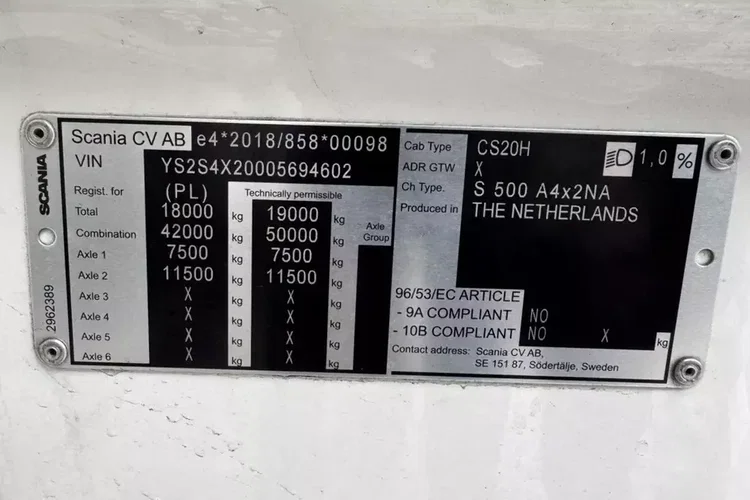 Scania CV AB e4*2018/858*00098
VIN YS2S4X20005694602
Regist. for (PL) Technically permissible
Total 18000 kg 19000 kg Axle Group
Combination 42000 kg 50000 kg
Axle 1 7500 kg 7500 kg
Axle 2 11500 kg 11500 kg
Axle 3 X kg X kg
Axle 4 X kg X kg
Axle 5 X kg X kg
Axle 6 X kg X kg
SCANIA
2962389
Cab Type CS20H 1,0 %
ADR GTW X
Ch Type. S 500 A4x2NA
Produced in THE NETHERLANDS
96/53/EC ARTICLE
- 9A COMPLIANT NO
- 10B COMPLIANT NO X kg
Contact address: Scania CV AB,
SE 151 87, Södertälje, Sweden